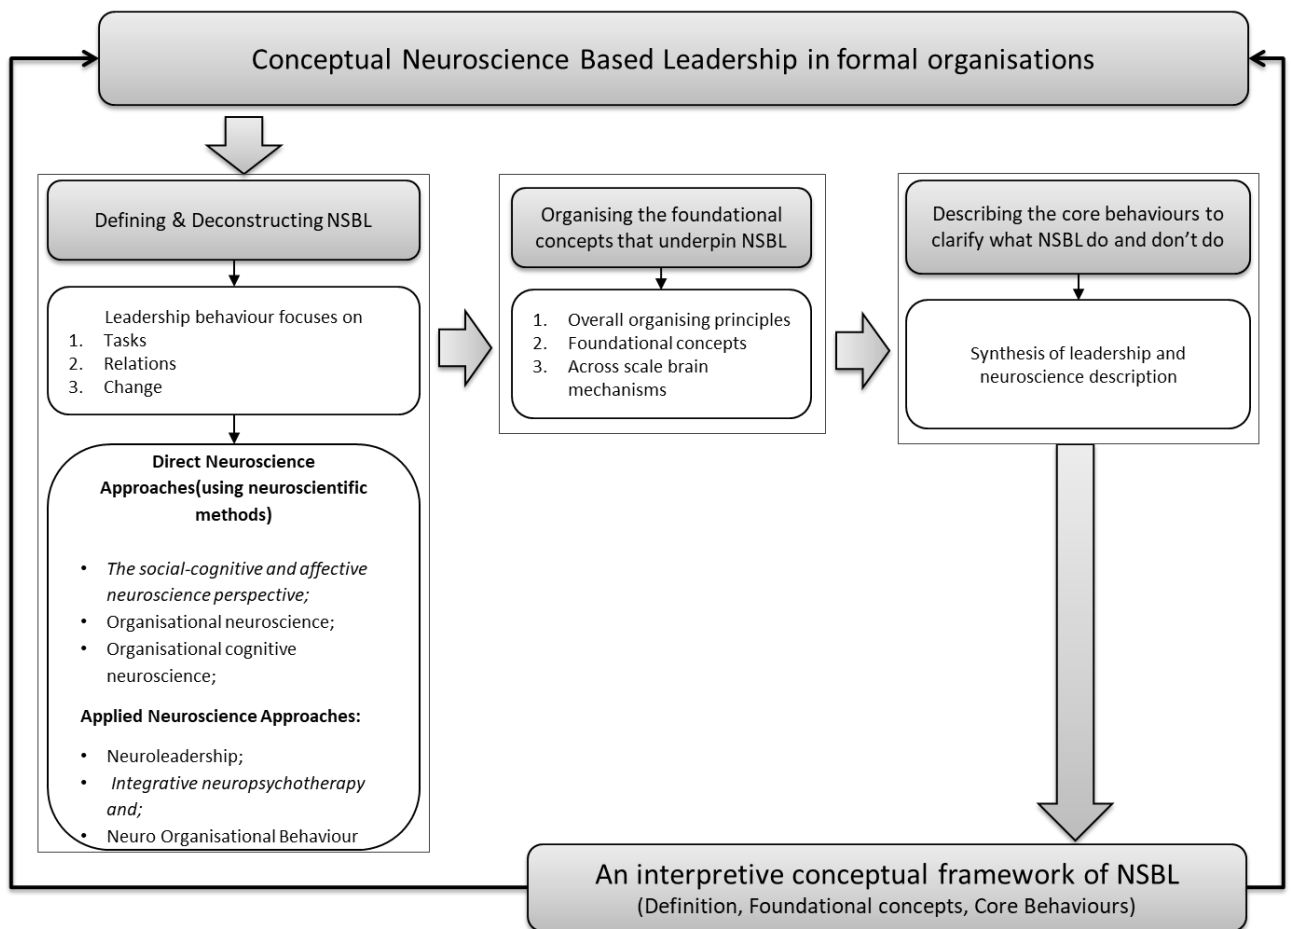 Conceptual Neuroscience Based Leadership in formal organisations
Defining & Deconstructing NSBL
Leadership behaviour focuses on
1. Tasks
2. Relations
3. Change
Direct Neuroscience
Approaches(using neuroscientific
methods)
• The social-cognitive and affective
neuroscience perspective;
• Organisational neuroscience;
• Organisational cognitive
neuroscience;
Applied Neuroscience Approaches:
• Neuroleadership;
• Integrative neuropsychotherapy
and;
• Neuro Organisational Behaviour
Organising the foundational
concepts that underpin NSBL
1. Overall organising principles
2. Foundational concepts
3. Across scale brain
mechanisms
Describing the core behaviours to
clarify what NSBL do and don't do
Synthesis of leadership and
neuroscience description
An interpretive conceptual framework of NSBL
(Definition, Foundational concepts, Core Behaviours)